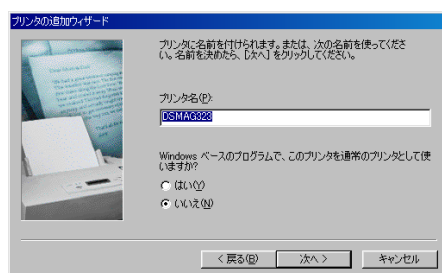 プリンタの追加ウィザード
プリンタに名前を付けられます。または、次の名前を使ってくださ
い。名前を決めたら、[次へ] をクリックしてください。
プリンタ名(P):
DSMAG323
Windows ベースのプログラムで、このプリンタを通常のプリンタとして使
いますか?
はい(Y)
いいえ(N)
< 戻る(B)
次へ >
キャンセル